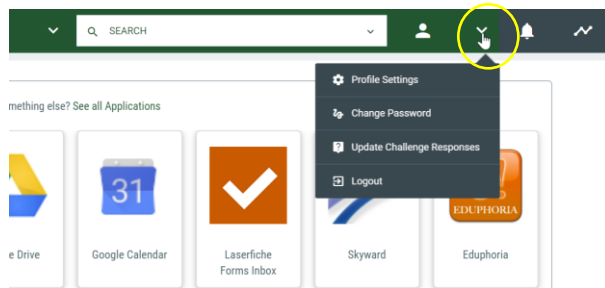 SEARCH
Profile Settings
Change Password
Update Challenge Responses
Logout
mething else? See all Applications
31
EDUPHORIA
e Drive
Google Calendar
Laserfiche
Forms Inbox
Skyward
Eduphoria